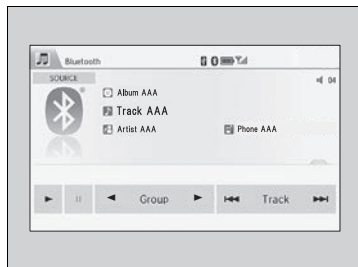 Bluetooth
SOURCE
04
Album AAA
Track AAA
Artist AAA
Phone AAA
Group
Track